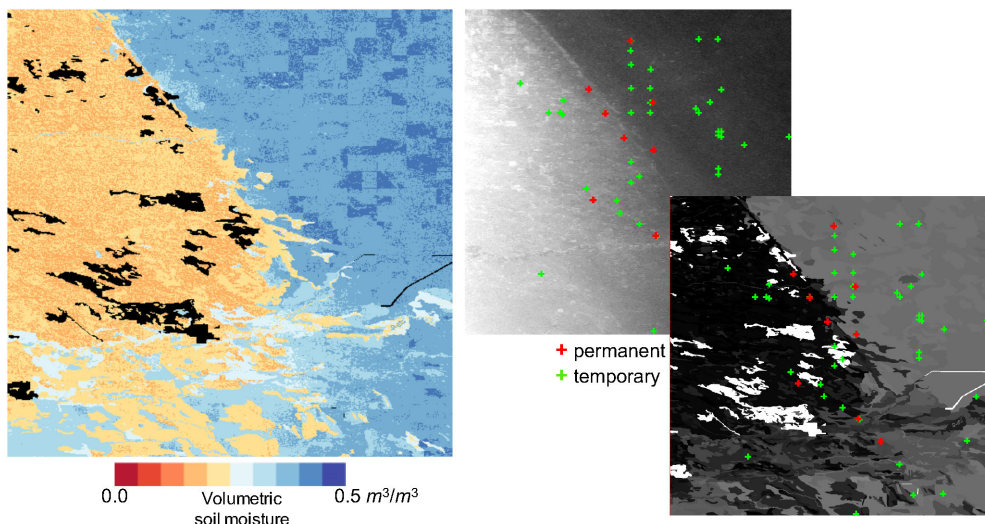 permanent
temporary
0.0
Volumetric
soil moisture
0.5 m³/m³